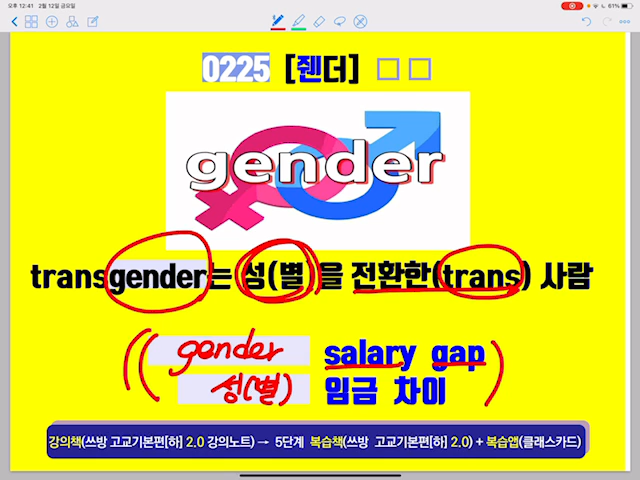 오후 12:41 2월 12일 금요일
61%
0225 [젠더] □□
gender
transgender는 성(별)을 전환한(trans) 사람
gender salary gap
성(별) 임금 차이
강의책(쓰방 고교기본편[하] 2.0 강의노트) → 5단계 복습책(쓰방 고교기본편[하] 2.0) + 복습앱(클래스카드)